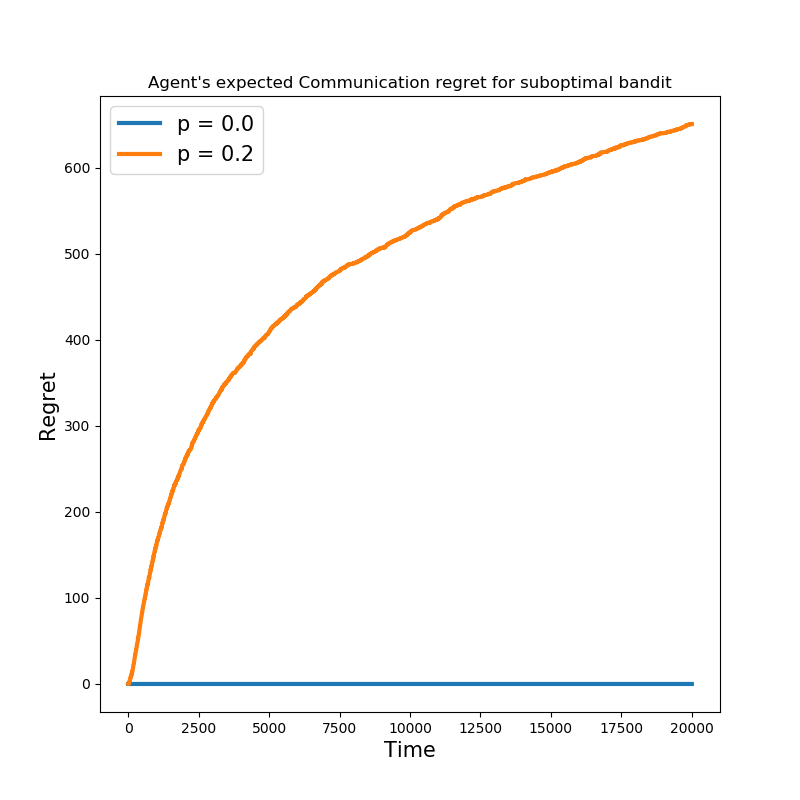 Agent's expected Communication regret for suboptimal bandit
p = 0.0
p = 0.2
600
500
400
300
200
100
0
Regret
0 2500 5000 7500 10000 12500 15000 17500 20000
Time